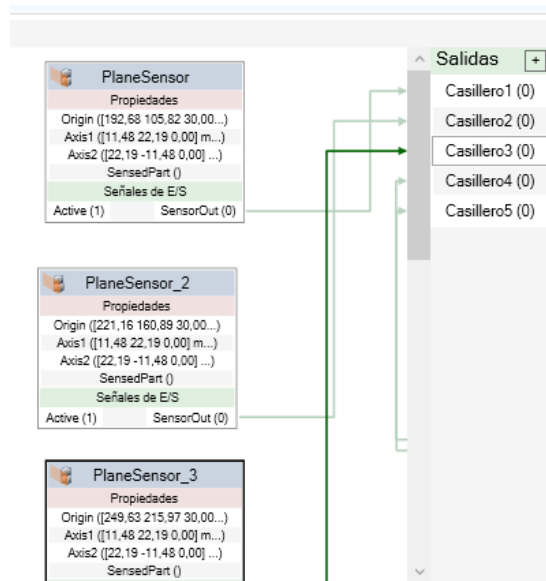 PlaneSensor
Propiedades
Origin ([192,68 105,82 30,00...)
Axis1 ([11,48 22,19 0,00] m...)
Axis2 ([22,19 -11,48 0,00] ...)
SensedPart ()
Señales de E/S
Active (1) SensorOut (0)
PlaneSensor_2
Propiedades
Origin ([221,16 160,89 30,00...)
Axis1 ([11,48 22,19 0,00] m...)
Axis2 ([22,19 -11,48 0,00] ...)
SensedPart ()
Señales de E/S
Active (1) SensorOut (0)
PlaneSensor_3
Propiedades
Origin ([249,63 215,97 30,00...)
Axis1 ([11,48 22,19 0,00] m...)
Axis2 ([22,19 -11,48 0,00] ...)
SensedPart ()
Salidas +
Casillero1 (0)
Casillero2 (0)
Casillero3 (0)
Casillero4 (0)
Casillero5 (0)